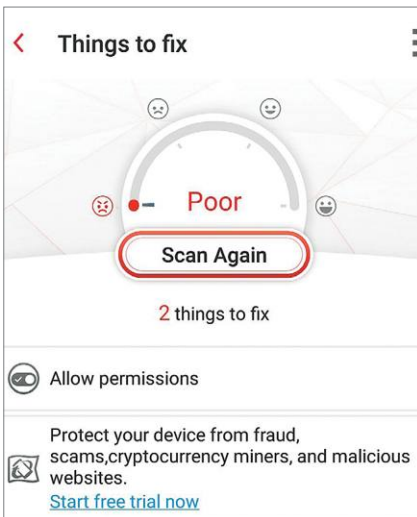 Things to fix
Poor
Scan Again
2 things to fix
Allow permissions
Protect your device from fraud,
scams,cryptocurrency miners, and malicious
websites.
Start free trial now